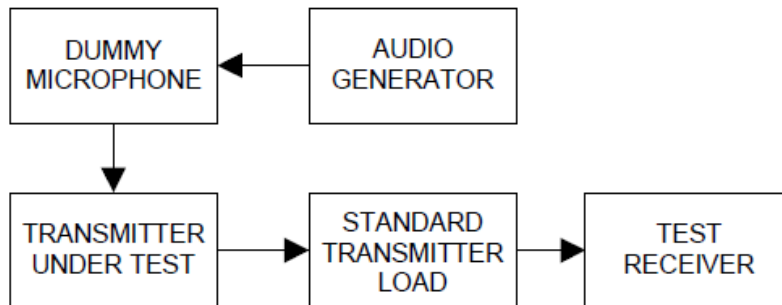 DUMMY
MICROPHONE
AUDIO
GENERATOR
TRANSMITTER
UNDER TEST
STANDARD
TRANSMITTER
LOAD
TEST
RECEIVER